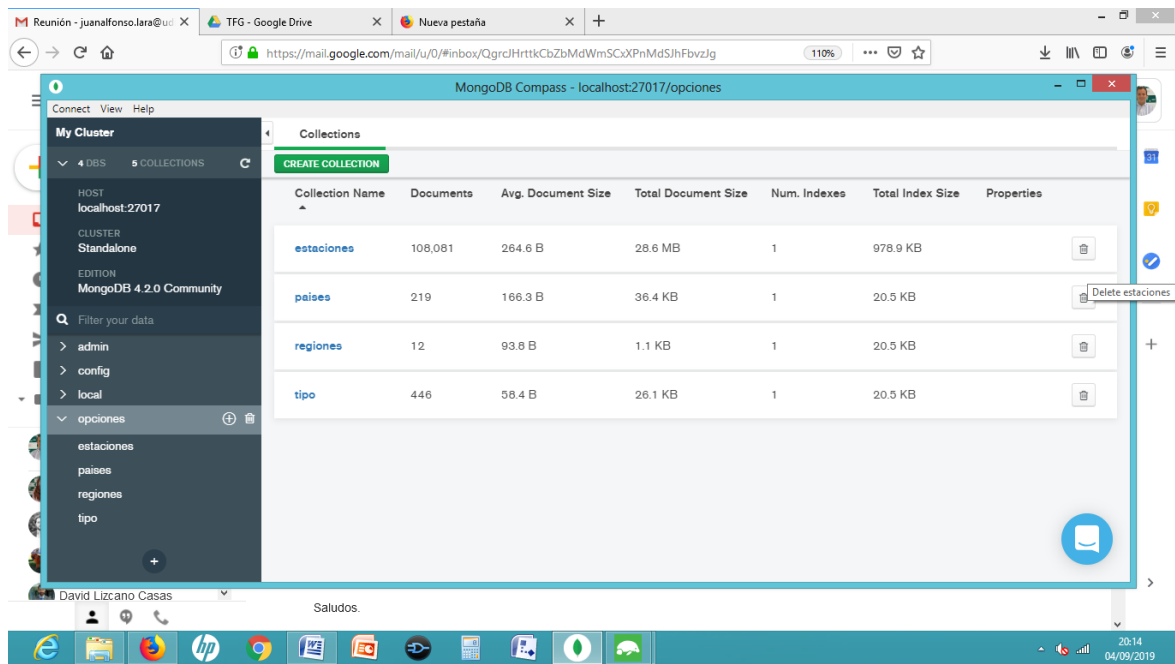 Reunión - juanalfonso.lara@ud
TFG - Google Drive
Nueva pestaña
https://mail.google.com/mail/u/0/#inbox/QgrcJHrttkCbZbMdWmSCxXPnMdSJhFbvzJg
110%
MongoDB Compass - localhost:27017/opciones
Connect View Help
My Cluster
4 DBS 5 COLLECTIONS
HOST
localhost:27017
CLUSTER
Standalone
EDITION
MongoDB 4.2.0 Community
Filter your data
admin
config
local
opciones
estaciones
paises
regiones
tipo
Collections
CREATE COLLECTION
Collection Name Documents Avg. Document Size Total Document Size Num. Indexes Total Index Size Properties
estaciones 108,081 264.6 B 28.6 MB 1 978.9 KB
paises 219 166.3 B 36.4 KB 1 20.5 KB
regiones 12 93.8 B 1.1 KB 1 20.5 KB
tipo 446 58.4 B 26.1 KB 1 20.5 KB
31
Delete estaciones
David Lizcano Casas
Saludos.
hp
20:14
04/09/2019